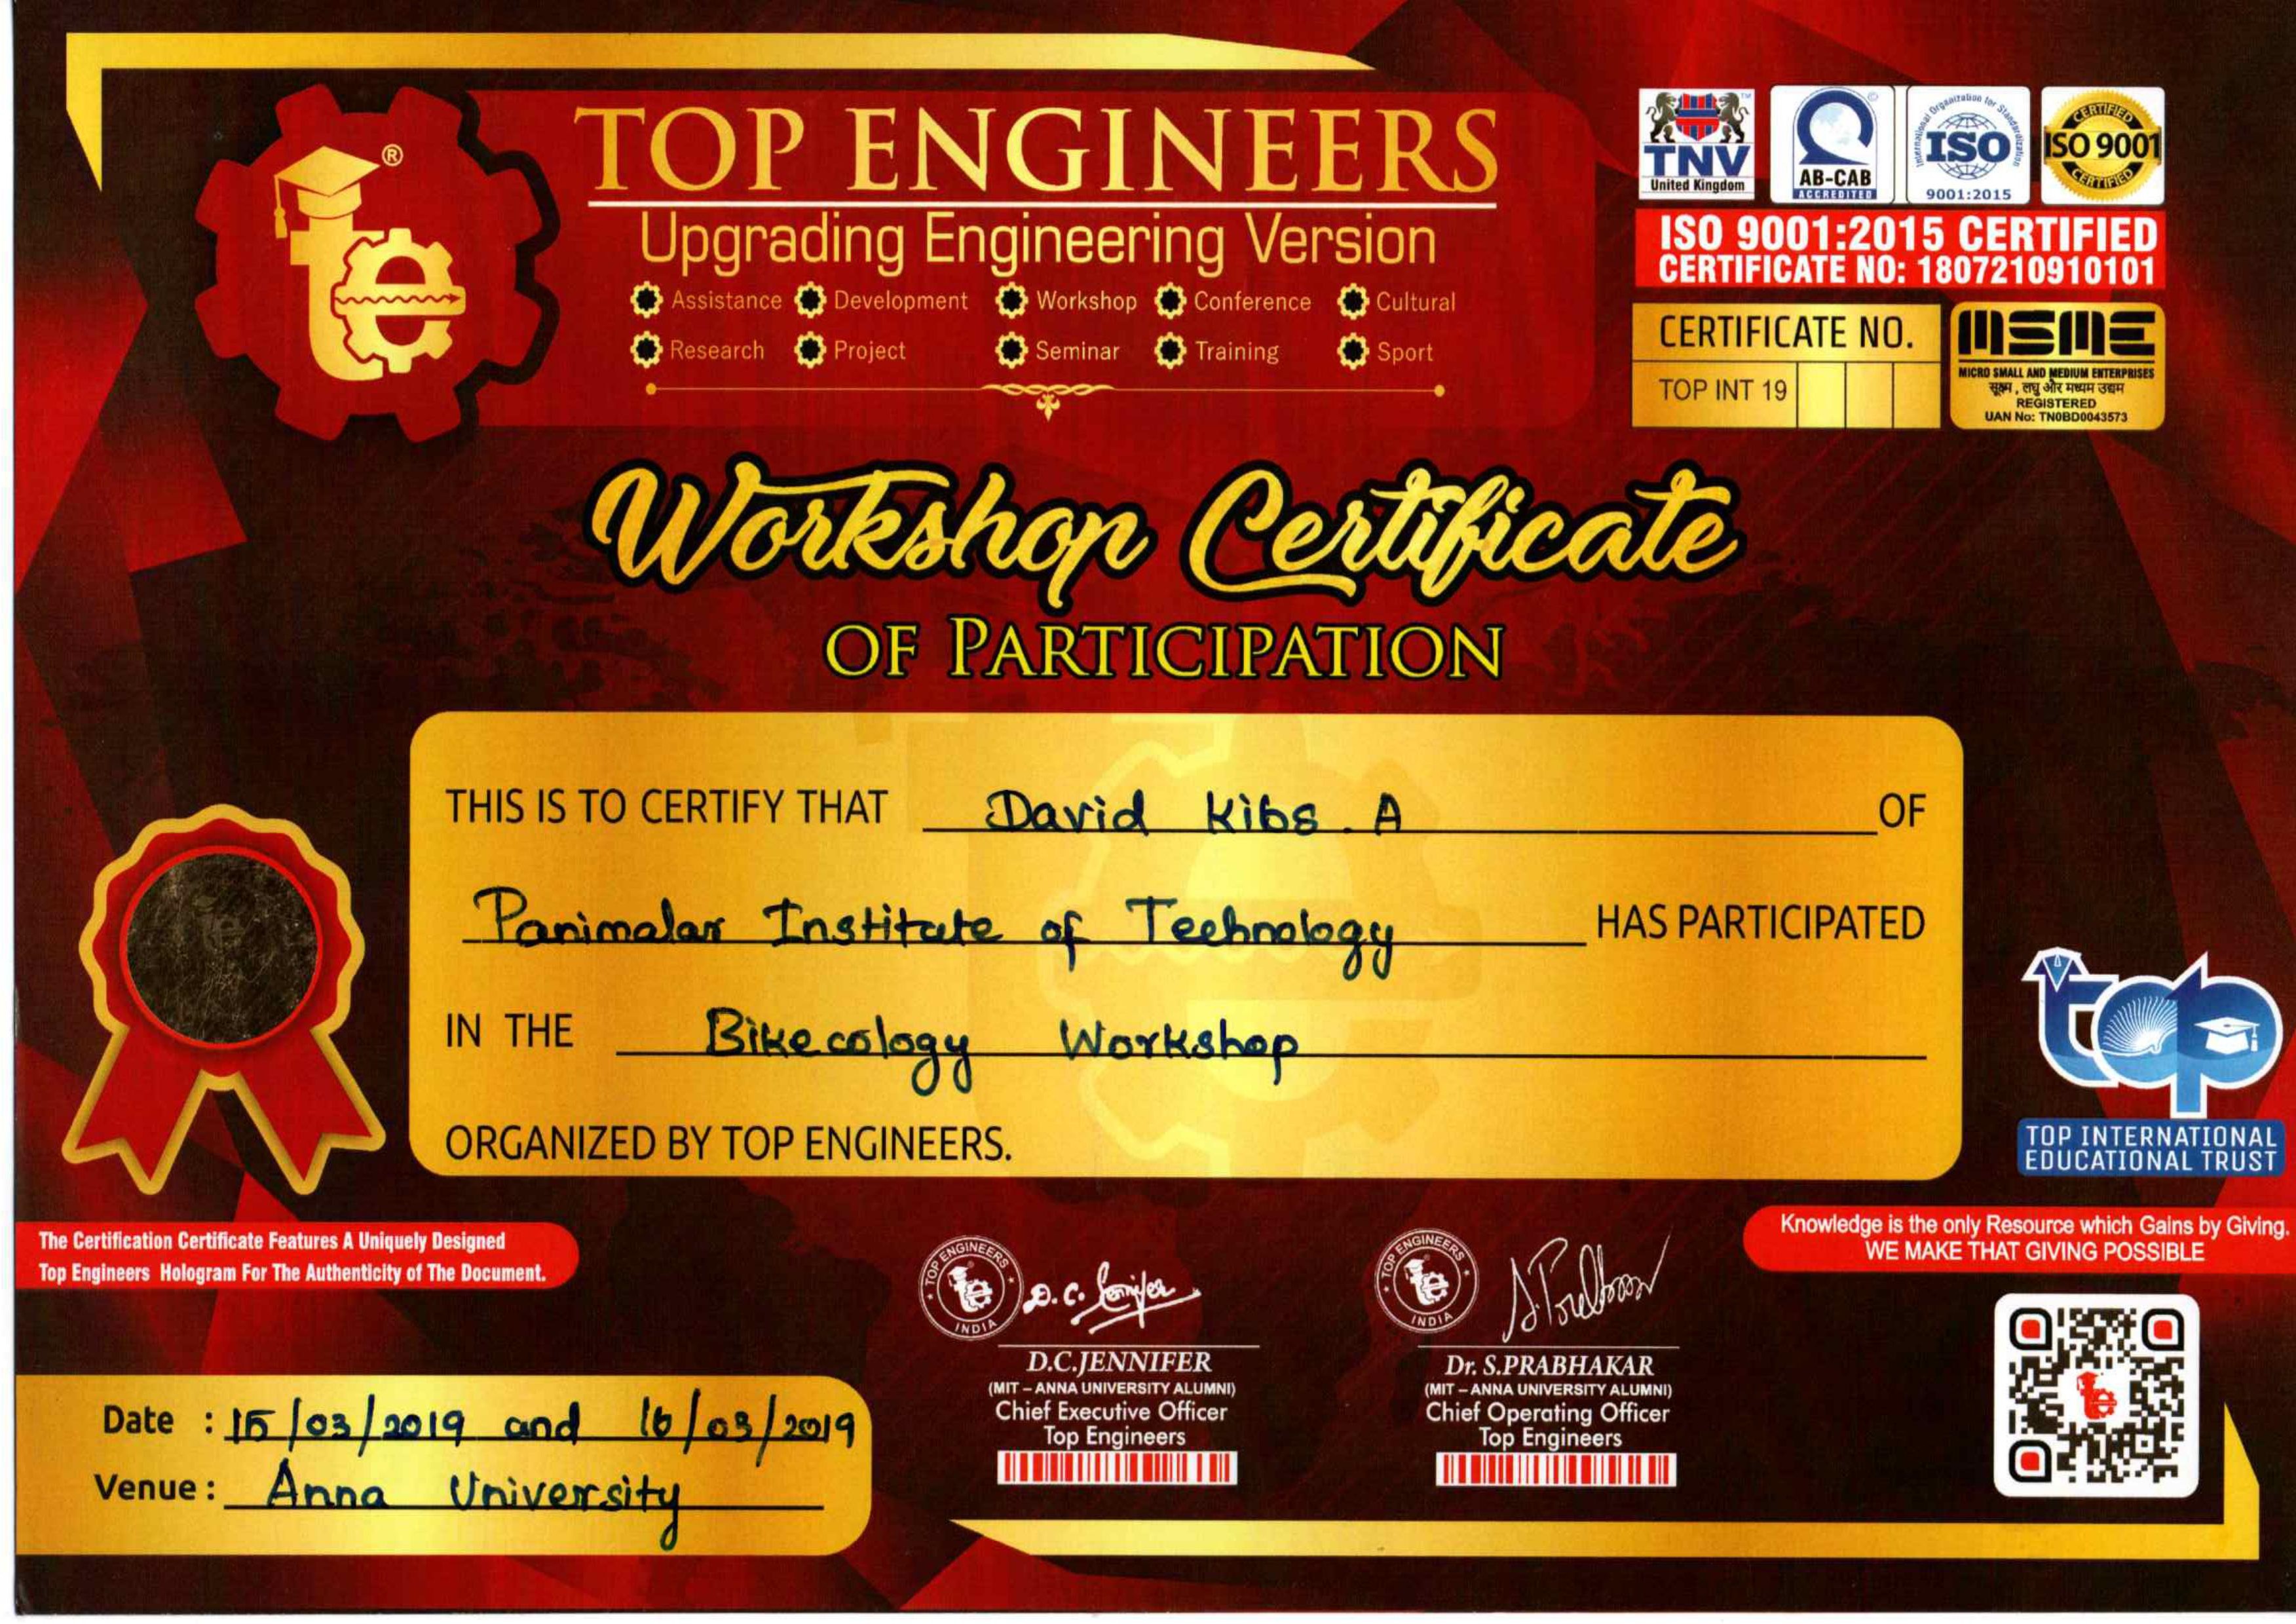 TOP ENGINEERS
Upgrading Engineering Version
Assistance Development Workshop Conference Cultural
Research Project Seminar Training Sport
®
te
TNV
United Kingdom
AB-CAB
ACCREDITED
International Organization for Standardization
ISO
9001:2015
CERTIFIED
ISO 9001
CERTIFIED
ISO 9001:2015 CERTIFIED
CERTIFICATE NO: 1807210910101
CERTIFICATE NO.
TOP INT 19
MSME
MICRO SMALL AND MEDIUM ENTERPRISES
सूक्ष्म, लघु और मध्यम उद्यम
REGISTERED
UAN No: TN0BD0043573
Workshop Certificate
OF PARTICIPATION
THIS IS TO CERTIFY THAT David Kibs . A OF
Panimalar Institute of Technology HAS PARTICIPATED
IN THE Bikecology Workshop
ORGANIZED BY TOP ENGINEERS.
top
TOP INTERNATIONAL
EDUCATIONAL TRUST
The Certification Certificate Features A Uniquely Designed
Top Engineers Hologram For The Authenticity of The Document.
Knowledge is the only Resource which Gains by Giving.
WE MAKE THAT GIVING POSSIBLE
TOP ENGINEERS
INDIA
D.C. Jennifer
TOP ENGINEERS
INDIA
D.C.JENNIFER
(MIT – ANNA UNIVERSITY ALUMNI)
Chief Executive Officer
Top Engineers
Dr. S.PRABHAKAR
(MIT – ANNA UNIVERSITY ALUMNI)
Chief Operating Officer
Top Engineers
Date : 15/03/2019 and 16/03/2019
Venue : Anna University